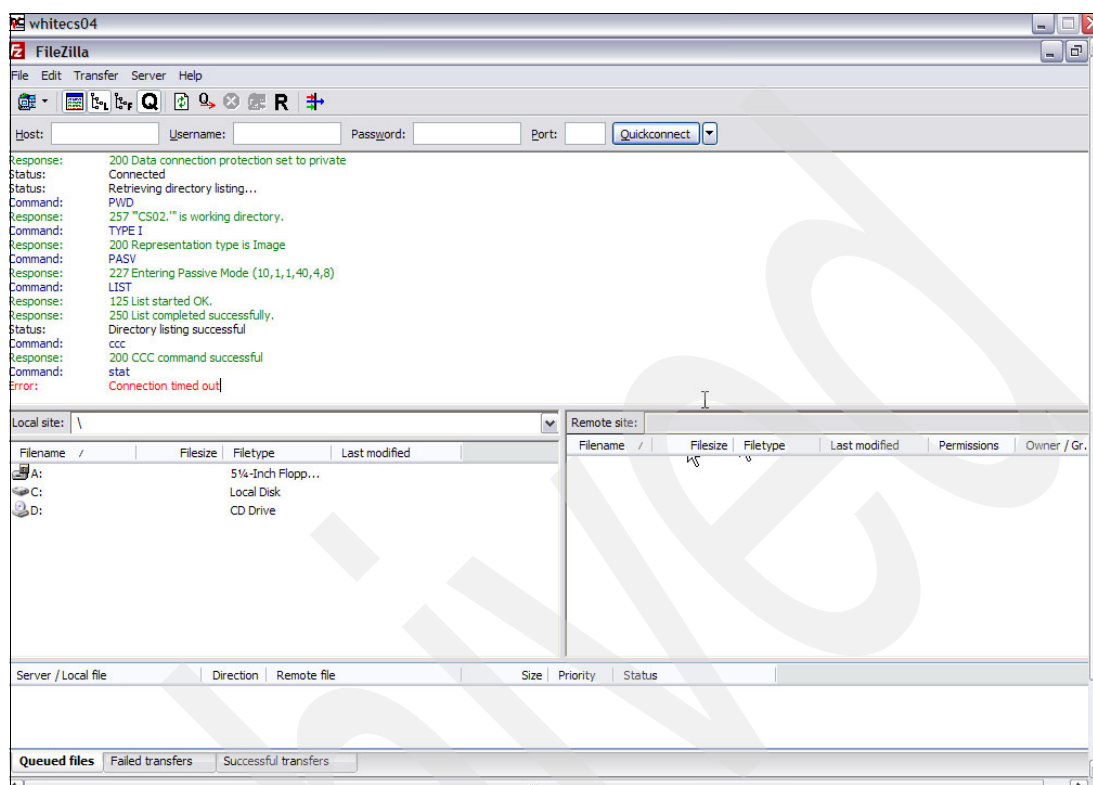 whitecs04
FileZilla
File Edit Transfer Server Help
Host: Username: Password: Port: Quickconnect
Response: 200 Data connection protection set to private
Status: Connected
Status: Retrieving directory listing...
Command: PWD
Response: 257 "'CS02.'" is working directory.
Command: TYPE I
Response: 200 Representation type is Image
Command: PASV
Response: 227 Entering Passive Mode (10,1,1,40,4,8)
Command: LIST
Response: 125 List started OK.
Response: 250 List completed successfully.
Status: Directory listing successful
Command: ccc
Response: 200 CCC command successful
Command: stat
Error: Connection timed out
Local site: \ Remote site:
Filename / Filesize Filetype Last modified Filename / Filesize Filetype Last modified Permissions Owner / Gr.
A: 5¼-Inch Flopp...
C: Local Disk
D: CD Drive
Server / Local file Direction Remote file Size Priority Status
Queued files Failed transfers Successful transfers